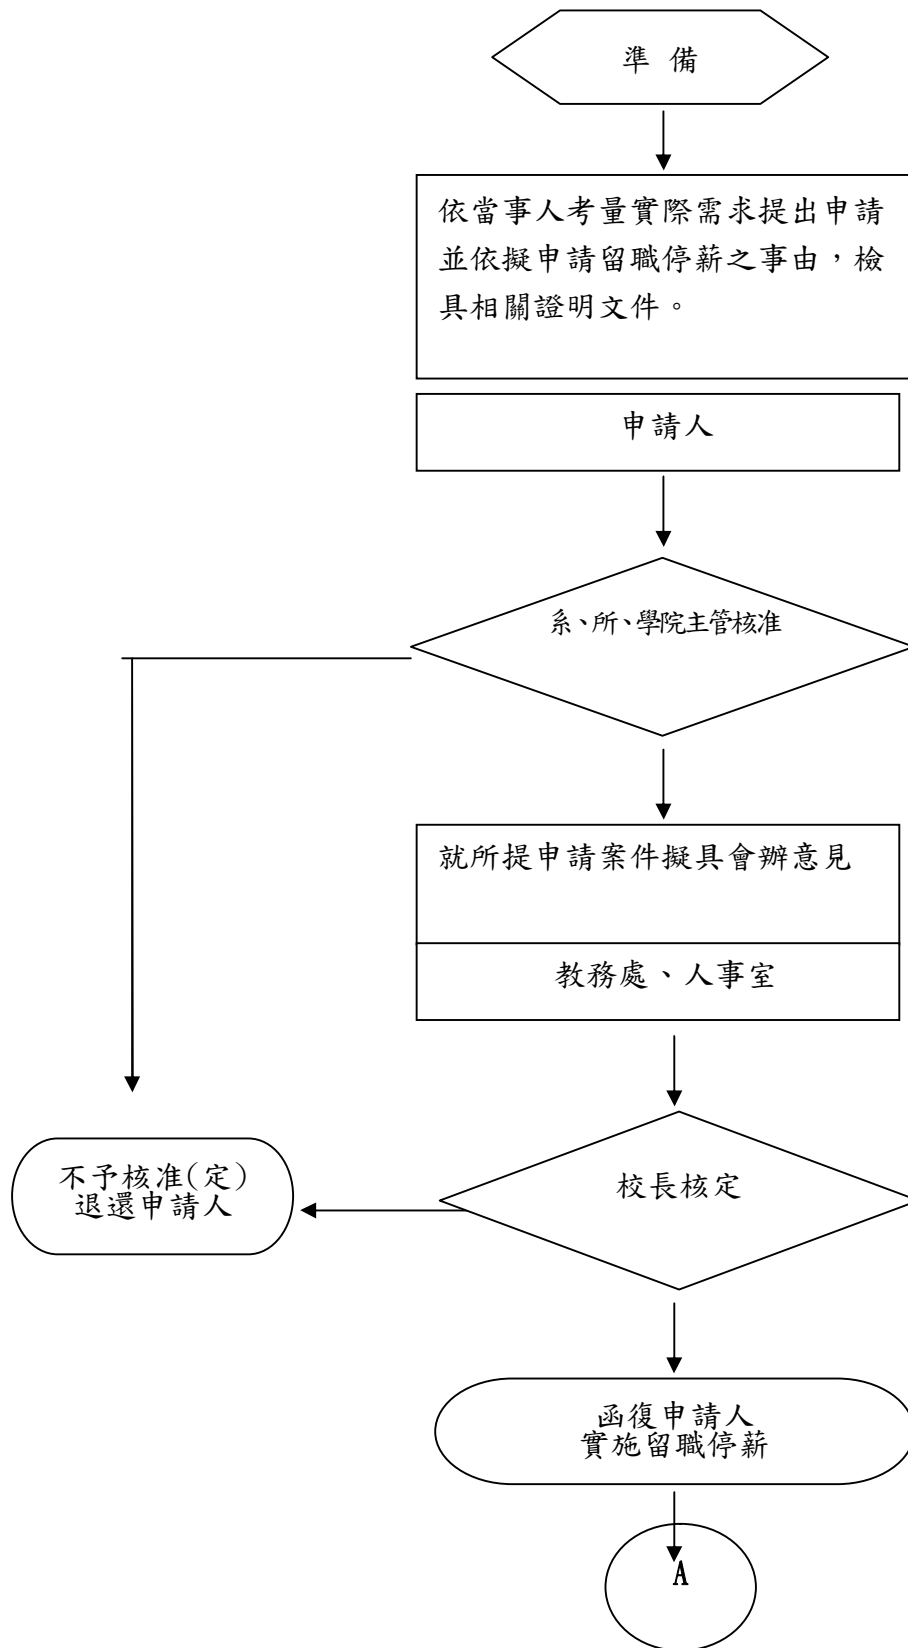 準 備
依當事人考量實際需求提出申請
並依擬申請留職停薪之事由，檢
具相關證明文件。
申請人
系、所、學院主管核准
就所提申請案件擬具會辦意見
教務處、人事室
校長核定
不予核准(定)
退還申請人
函復申請人
實施留職停薪
A